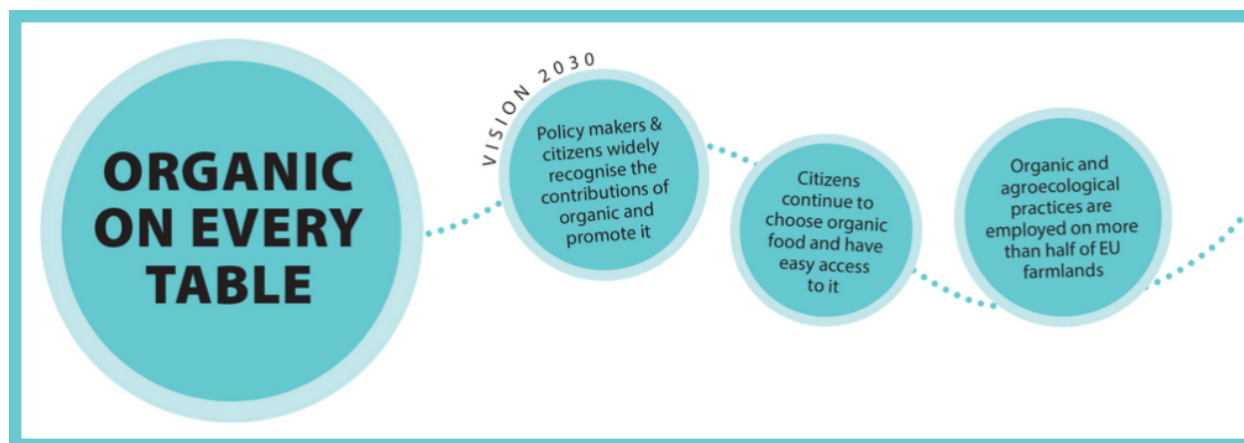 ORGANIC
ON EVERY
TABLE
VISION 2030
Policy makers &
citizens widely
recognise the
contributions of
organic and
promote it
Citizens
continue to
choose organic
food and have
easy access
to it
Organic and
agroecological
practices are
employed on more
than half of EU
farmlands